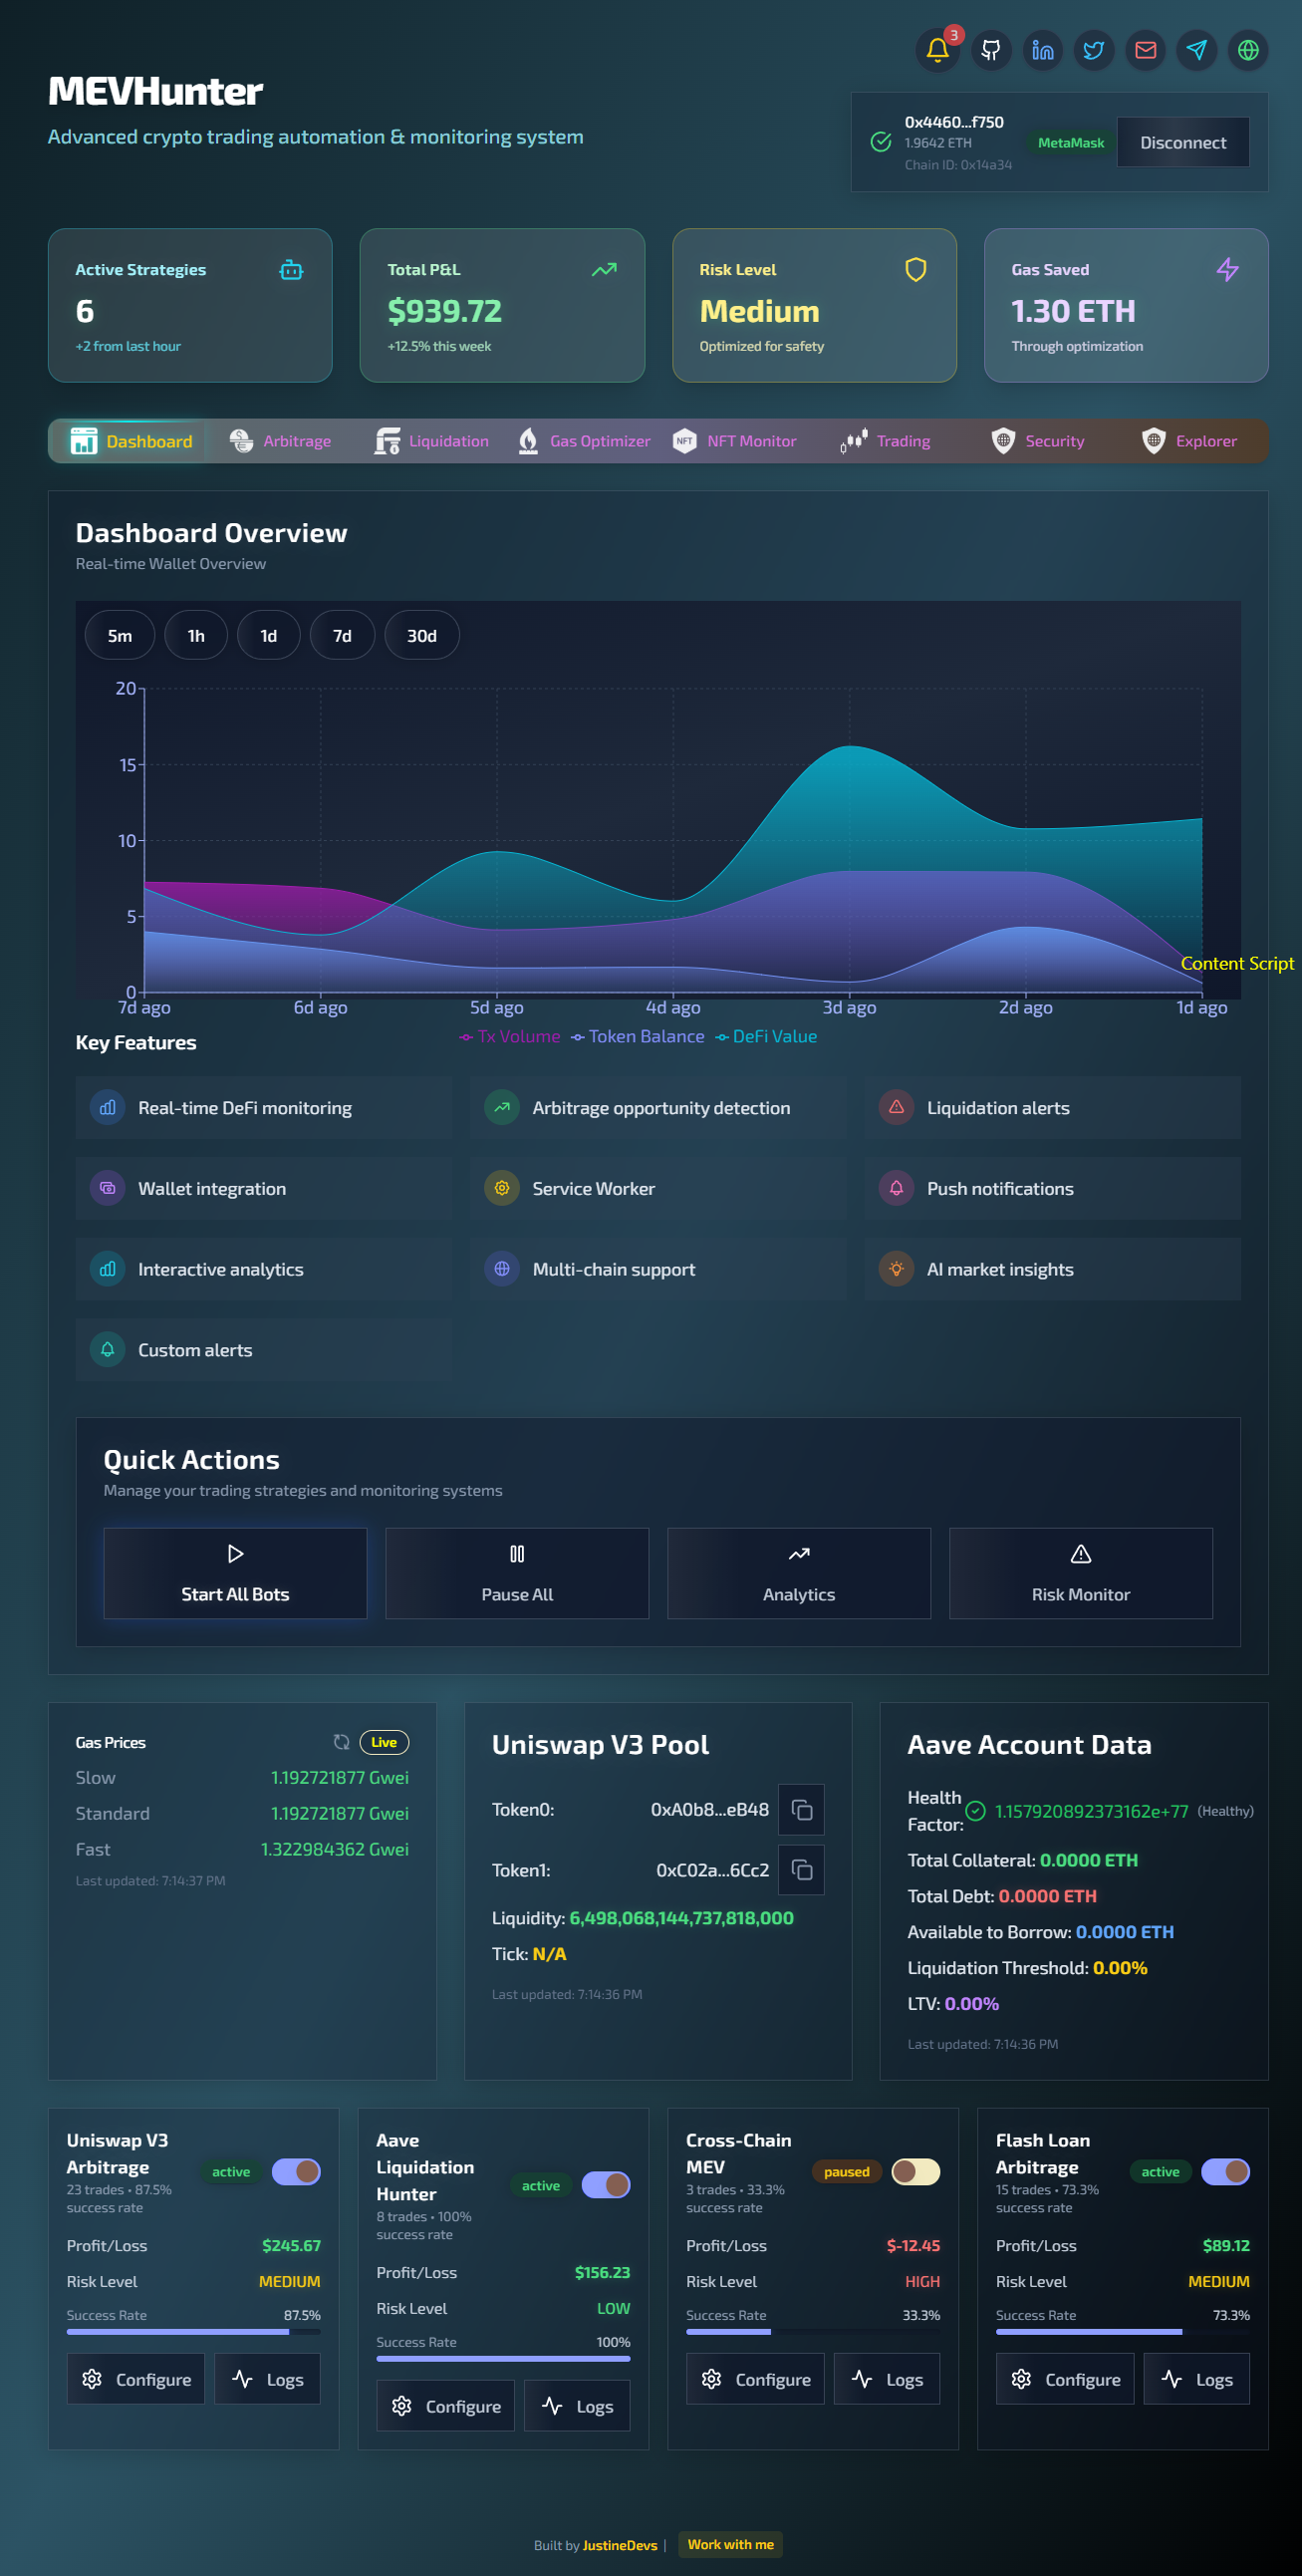 3
MEVHunter
Advanced crypto trading automation & monitoring system
0x4460...f750
1.9642 ETH
Chain ID: 0x14a34
MetaMask
Disconnect
Active Strategies
6
+2 from last hour
Total P&L
$939.72
+12.5% this week
Risk Level
Medium
Optimized for safety
Gas Saved
1.30 ETH
Through optimization
Dashboard
Arbitrage
Liquidation
Gas Optimizer
NFT
NFT Monitor
Trading
Security
Explorer
Dashboard Overview
Real-time Wallet Overview
5m
1h
1d
7d
30d
20
15
10
5
0
7d ago
6d ago
5d ago
4d ago
3d ago
2d ago
1d ago
Content Script
Tx Volume
Token Balance
DeFi Value
Key Features
Real-time DeFi monitoring
Arbitrage opportunity detection
Liquidation alerts
Wallet integration
Service Worker
Push notifications
Interactive analytics
Multi-chain support
AI market insights
Custom alerts
Quick Actions
Manage your trading strategies and monitoring systems
Start All Bots
Pause All
Analytics
Risk Monitor
Gas Prices
Live
Slow
1.192721877 Gwei
Standard
1.192721877 Gwei
Fast
1.322984362 Gwei
Last updated: 7:14:37 PM
Uniswap V3 Pool
Token0:
0xA0b8...eB48
Token1:
0xC02a...6Cc2
Liquidity: 6,498,068,144,737,818,000
Tick: N/A
Last updated: 7:14:36 PM
Aave Account Data
Health
Factor:
1.157920892373162e+77
(Healthy)
Total Collateral: 0.0000 ETH
Total Debt: 0.0000 ETH
Available to Borrow: 0.0000 ETH
Liquidation Threshold: 0.00%
LTV: 0.00%
Last updated: 7:14:36 PM
Uniswap V3
Arbitrage
23 trades • 87.5%
success rate
active
Profit/Loss
$245.67
Risk Level
MEDIUM
Success Rate
87.5%
Configure
Logs
Aave
Liquidation
Hunter
8 trades • 100%
success rate
active
Profit/Loss
$156.23
Risk Level
LOW
Success Rate
100%
Configure
Logs
Cross-Chain
MEV
3 trades • 33.3%
success rate
paused
Profit/Loss
$-12.45
Risk Level
HIGH
Success Rate
33.3%
Configure
Logs
Flash Loan
Arbitrage
15 trades • 73.3%
success rate
active
Profit/Loss
$89.12
Risk Level
MEDIUM
Success Rate
73.3%
Configure
Logs
Built by JustineDevs |
Work with me